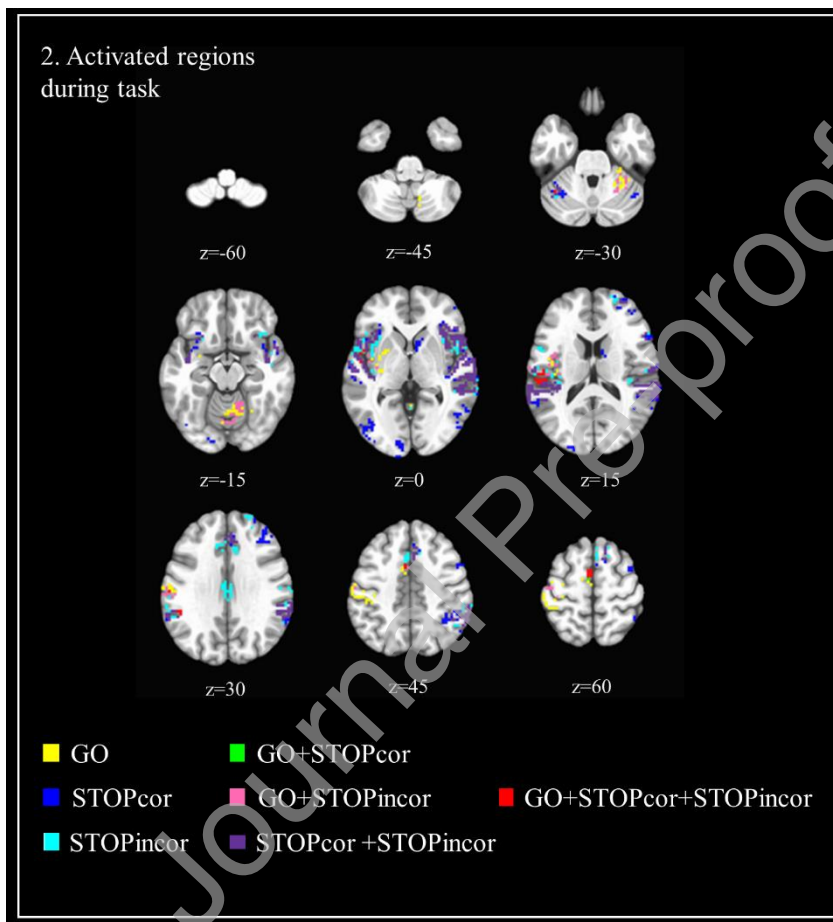 2. Activated regions
during task
z=-60
z=-45
z=-30
z=-15
z=0
z=15
z=30
z=45
z=60
GO
GO+STOPcor
STOPcor
GO+STOPincor
GO+STOPcor+STOPincor
STOPincor
STOPcor +STOPincor
Journal Pre-proof